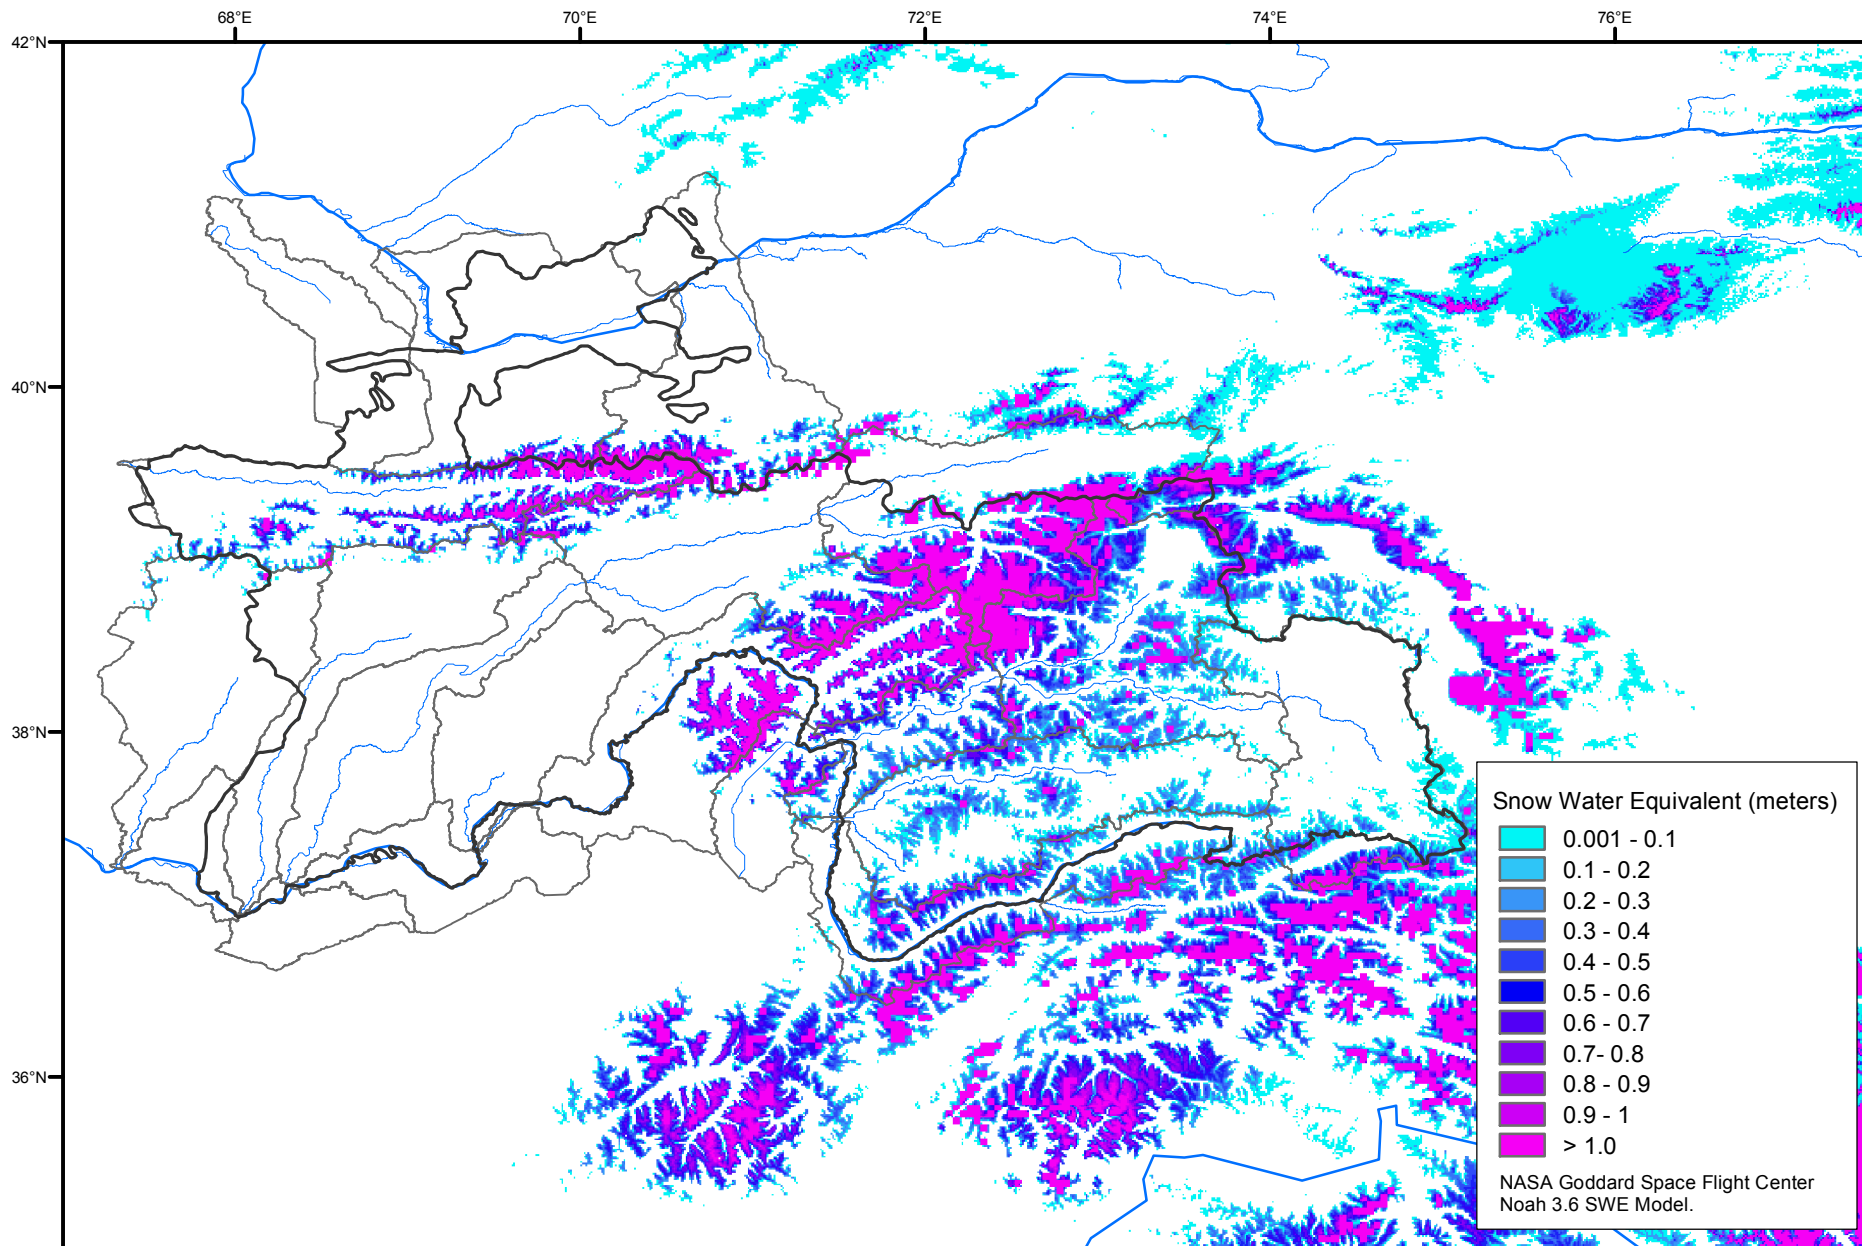 68°E
70°E
72°E
74°E
76°E
42°N
40°N
38°N
36°N
Snow Water Equivalent (meters)
0.001 - 0.1
0.1 - 0.2
0.2 - 0.3
0.3 - 0.4
0.4 - 0.5
0.5 - 0.6
0.6 - 0.7
0.7- 0.8
0.8 - 0.9
0.9 - 1
> 1.0
NASA Goddard Space Flight Center
Noah 3.6 SWE Model.